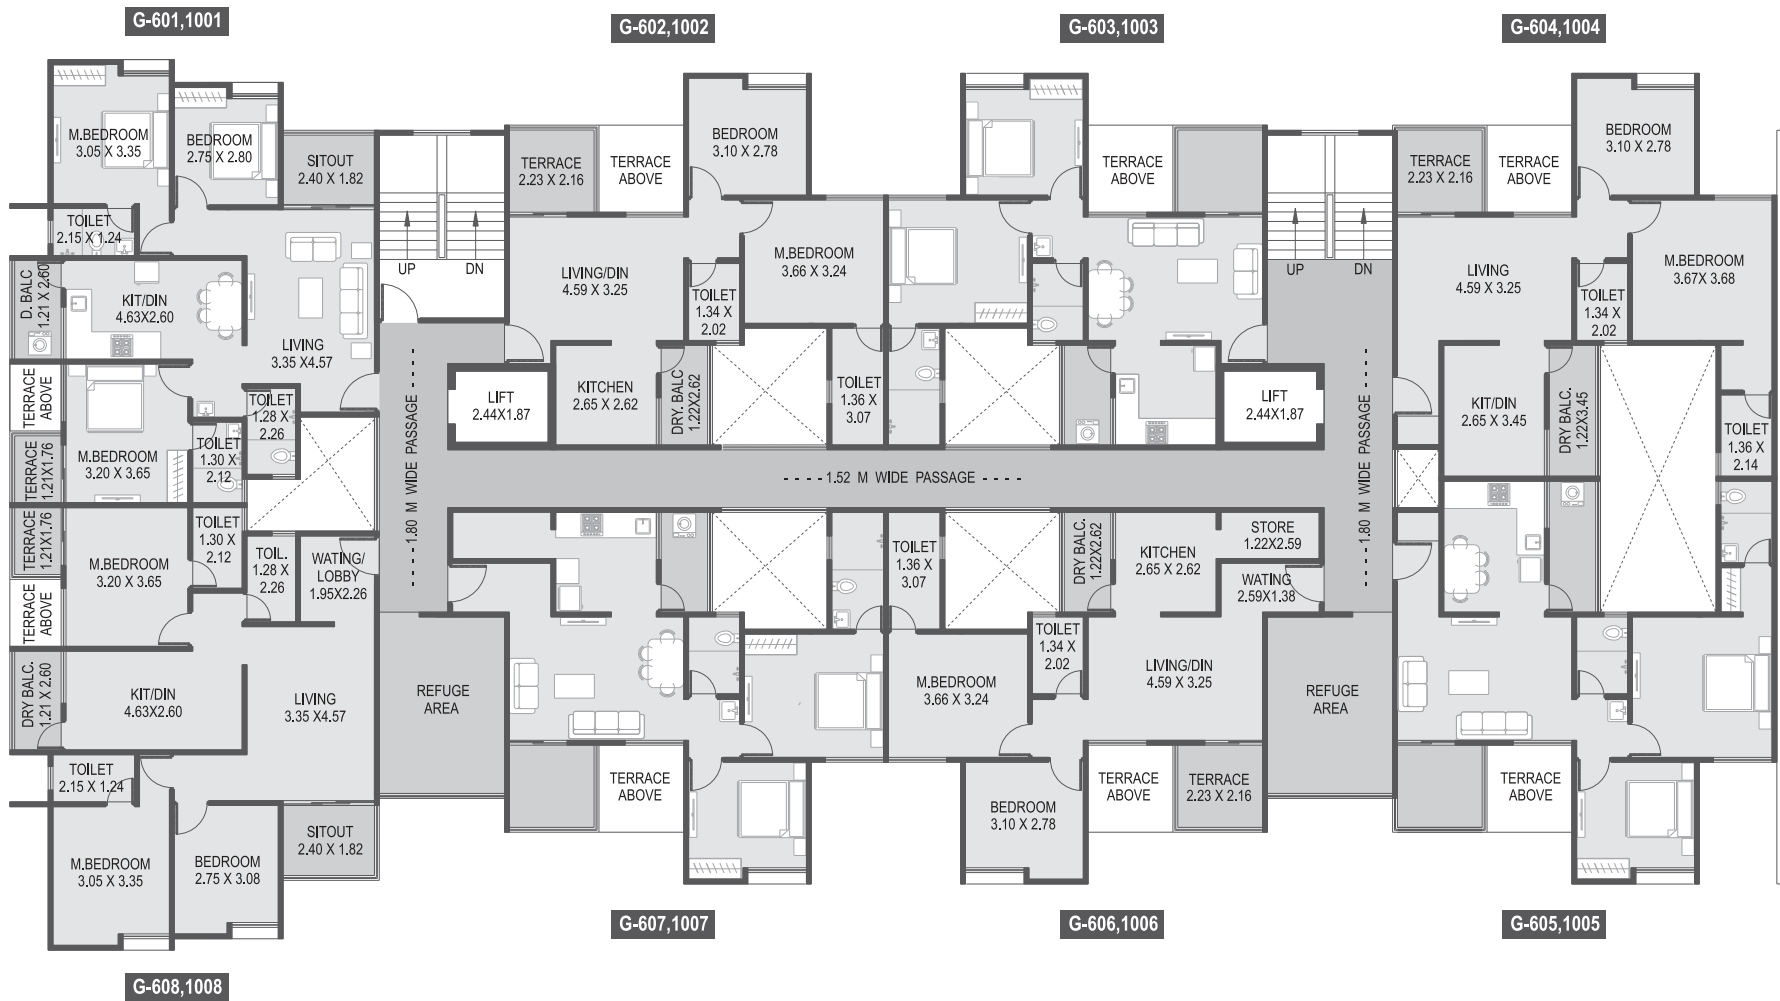 G-601,1001
G-602,1002
G-603,1003
G-604,1004
M.BEDROOM
3.05 X 3.35
BEDROOM
2.75 X 2.80
SITOUT
2.40 X 1.82
TOILET
2.15 X 1.24
D. BALC
1.21 X 2.60
KIT/DIN
4.63X2.60
LIVING
3.35 X4.57
TERRACE
ABOVE
TERRACE
1.21X1.76
M.BEDROOM
3.20 X 3.65
TOILET
1.30 X
2.12
TOILET
1.28 X
2.26
UP
DN
TERRACE
2.23 X 2.16
TERRACE
ABOVE
BEDROOM
3.10 X 2.78
LIVING/DIN
4.59 X 3.25
M.BEDROOM
3.66 X 3.24
TOILET
1.34 X
2.02
KITCHEN
2.65 X 2.62
DRY. BALC
1.22X2.62
TOILET
1.36 X
3.07
LIFT
2.44X1.87
TERRACE
ABOVE
LIFT
2.44X1.87
UP
DN
TERRACE
2.23 X 2.16
TERRACE
ABOVE
BEDROOM
3.10 X 2.78
LIVING
4.59 X 3.25
M.BEDROOM
3.67X 3.68
TOILET
1.34 X
2.02
KIT/DIN
2.65 X 3.45
DRY BALC.
1.22X3.45
TOILET
1.36 X
2.14
---- 1.80 M WIDE PASSAGE ----
---- 1.52 M WIDE PASSAGE ----
---- 1.80 M WIDE PASSAGE ----
TERRACE
1.21X1.76
TERRACE
ABOVE
M.BEDROOM
3.20 X 3.65
TOILET
1.30 X
2.12
TOIL.
1.28 X
2.26
WATING/
LOBBY
1.95X2.26
DRY BALC.
1.21 X 2.60
KIT/DIN
4.63X2.60
LIVING
3.35 X4.57
TOILET
2.15 X 1.24
M.BEDROOM
3.05 X 3.35
BEDROOM
2.75 X 3.08
SITOUT
2.40 X 1.82
REFUGE
AREA
TERRACE
ABOVE
TOILET
1.36 X
3.07
DRY BALC.
1.22X2.62
KITCHEN
2.65 X 2.62
STORE
1.22X2.59
WATING
2.59X1.38
TOILET
1.34 X
2.02
M.BEDROOM
3.66 X 3.24
LIVING/DIN
4.59 X 3.25
BEDROOM
3.10 X 2.78
TERRACE
ABOVE
TERRACE
2.23 X 2.16
REFUGE
AREA
TERRACE
ABOVE
G-607,1007
G-606,1006
G-605,1005
G-608,1008